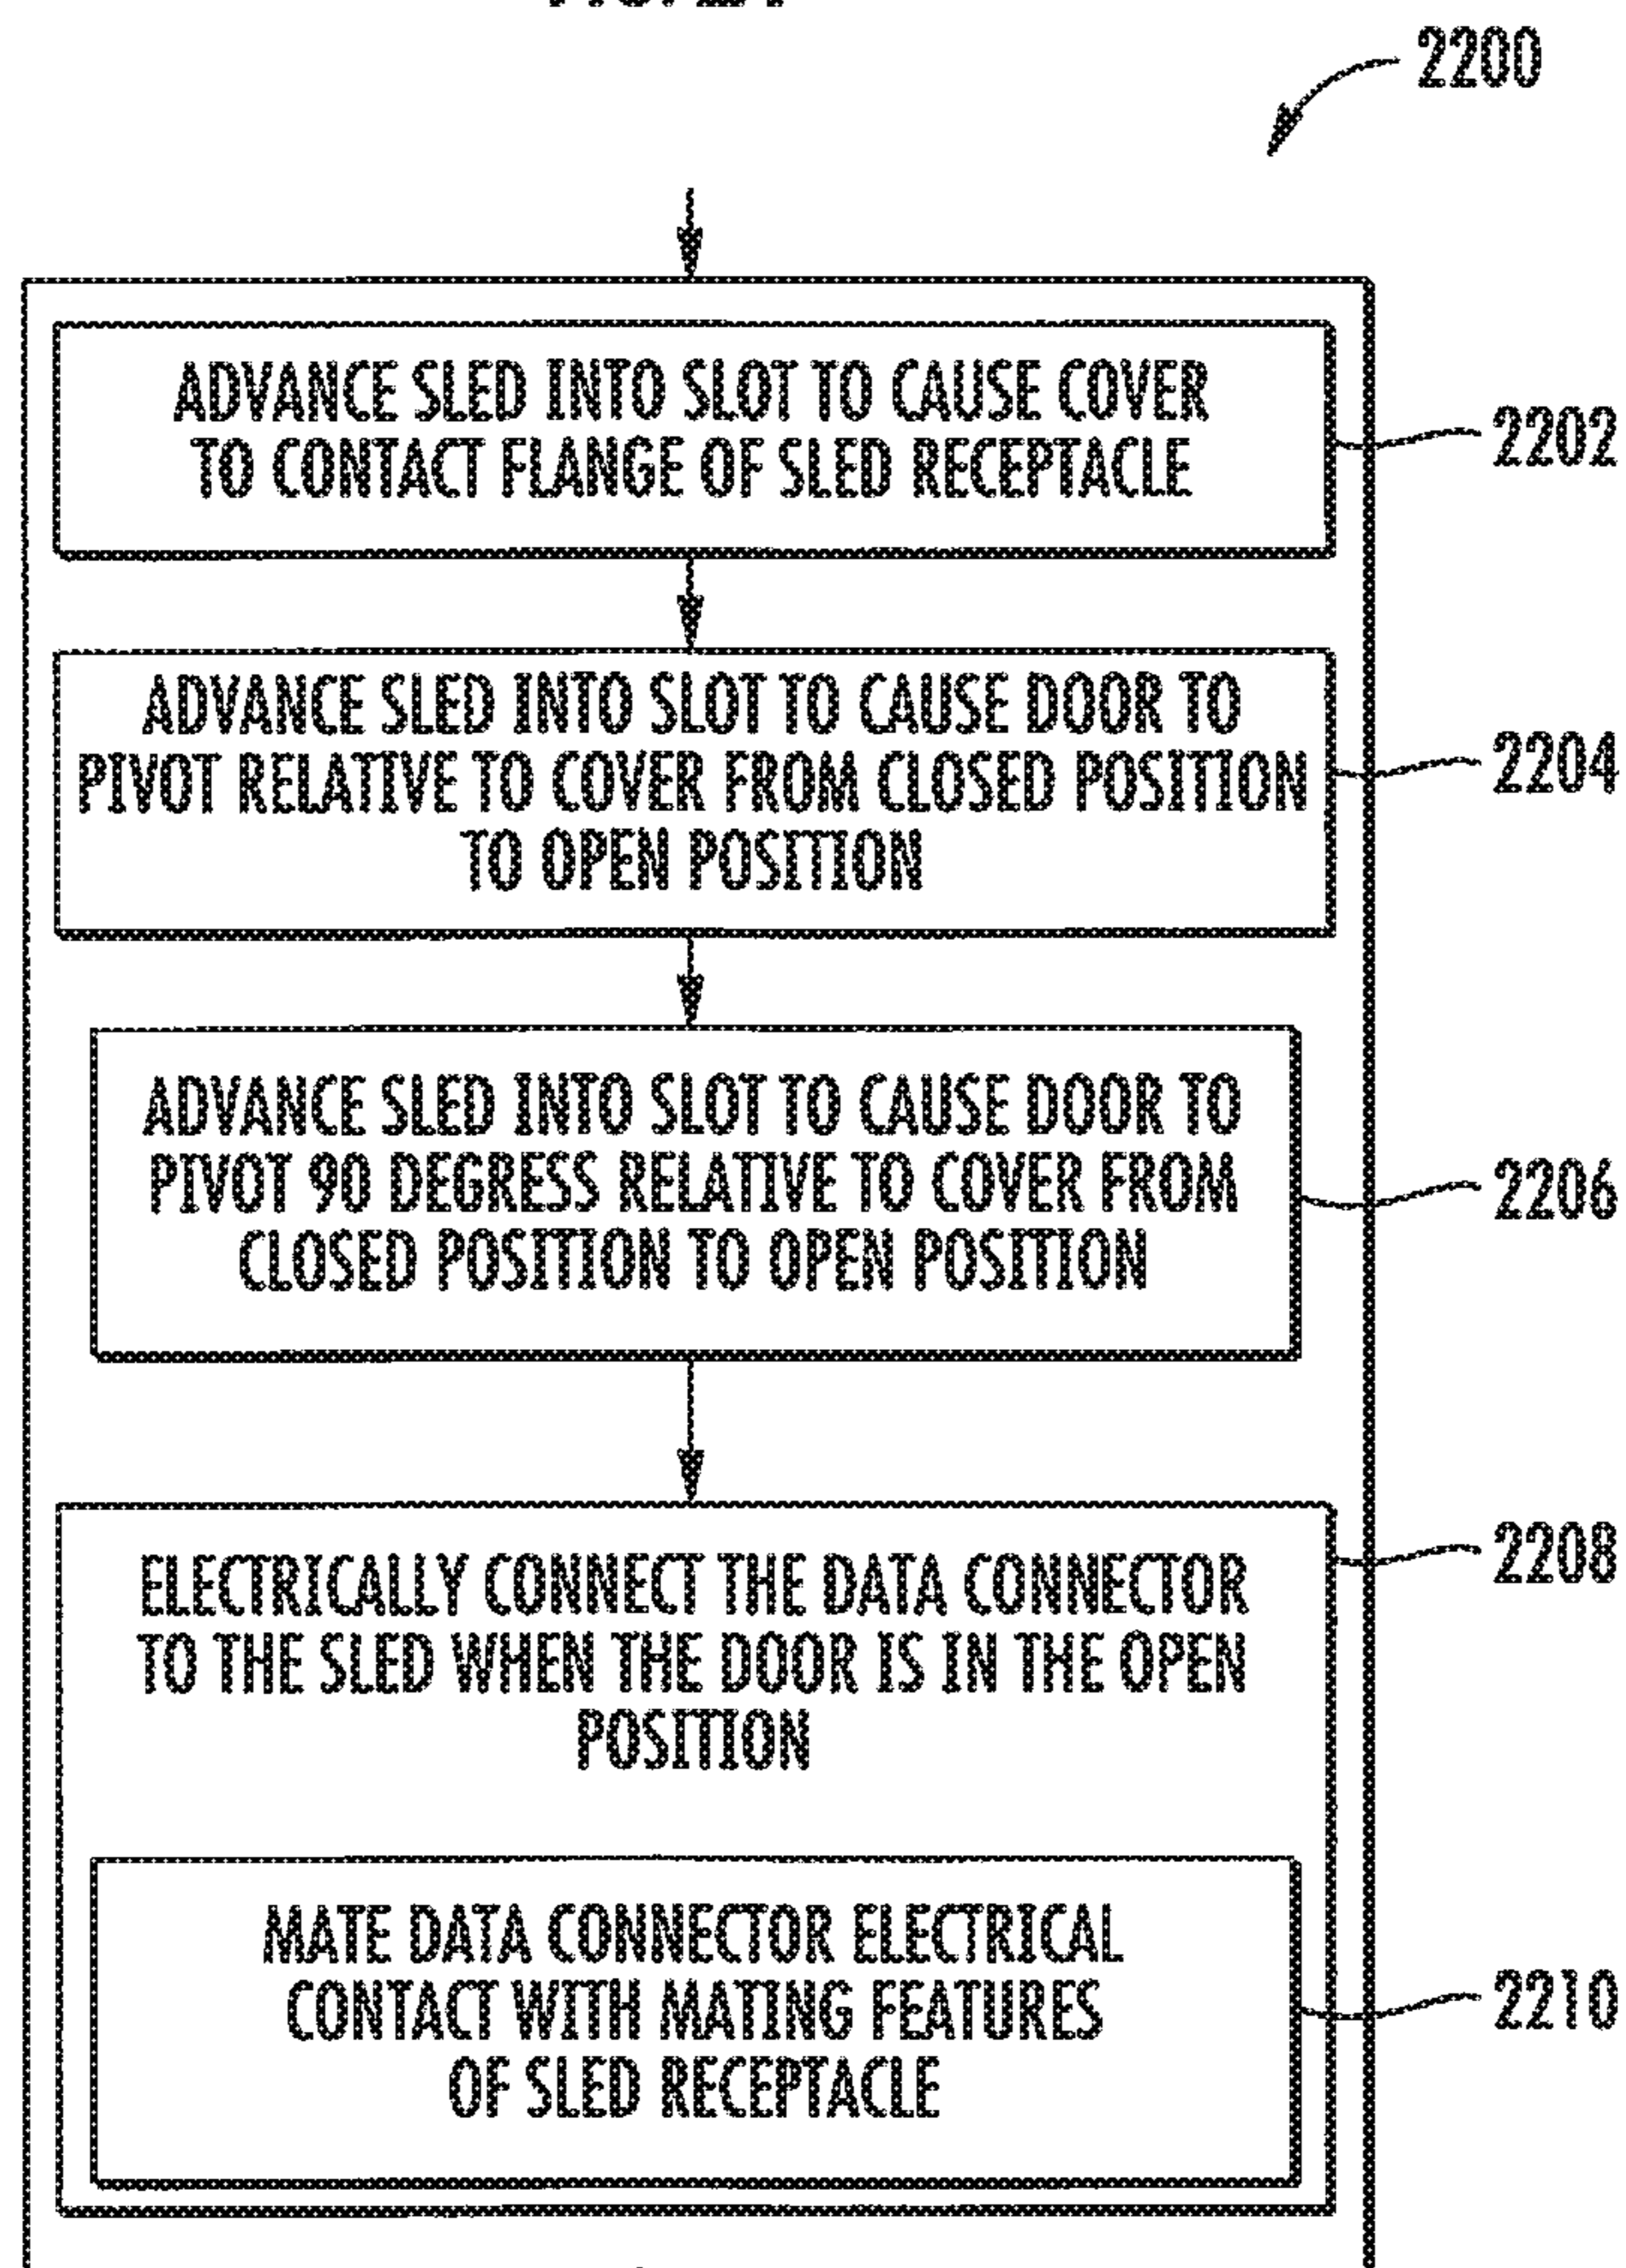 2200
ADVANCE SLED INTO SLOT TO CAUSE COVER
TO CONTACT FLANGE OF SLED RECEPTACLE
2202
ADVANCE SLED INTO SLOT TO CAUSE DOOR TO
PIVOT RELATIVE TO COVER FROM CLOSED POSITION
TO OPEN POSITION
2204
ADVANCE SLED INTO SLOT TO CAUSE DOOR TO
PIVOT 90 DEGRESS RELATIVE TO COVER FROM
CLOSED POSITION TO OPEN POSITION
2206
ELECTRICALLY CONNECT THE DATA CONNECTOR
TO THE SLED WHEN THE DOOR IS IN THE OPEN
POSITION
2208
MATE DATA CONNECTOR ELECTRICAL
CONTACT WITH MATING FEATURES
OF SLED RECEPTACLE
2210